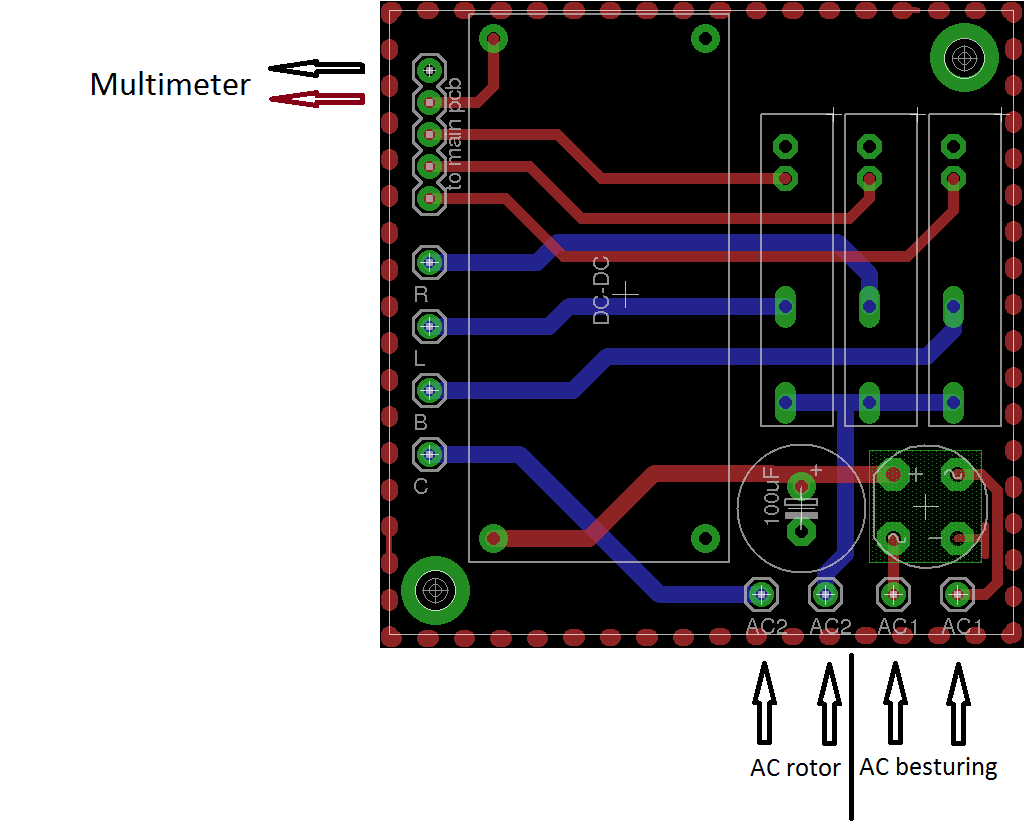 Multimeter
to main pcb
R
L
B
C
DC-DC
100uF
+
+
~
~
-
AC2
AC2
AC1
AC1
AC rotor
AC besturing